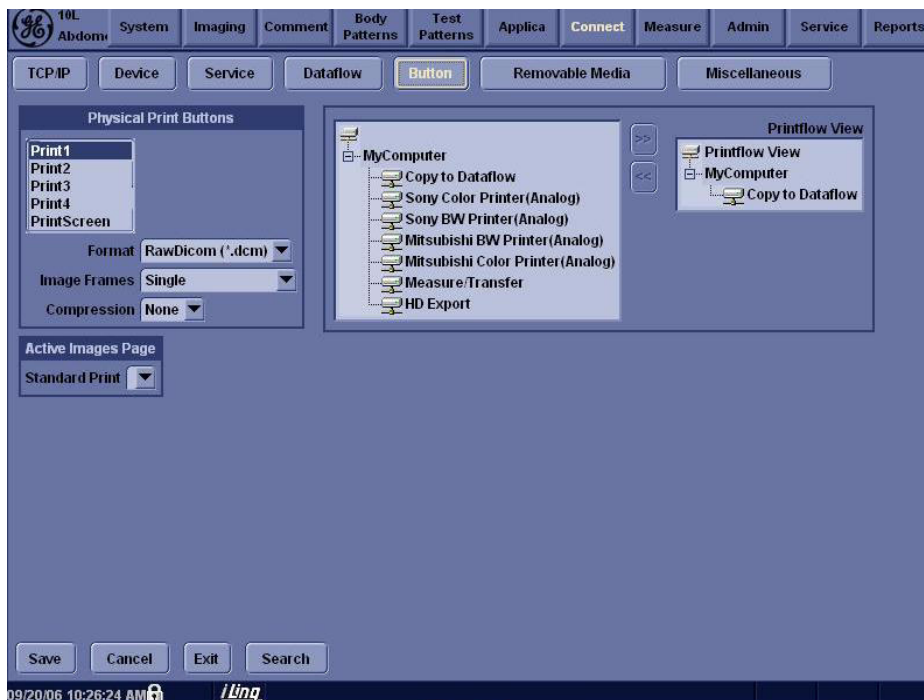 10L
Abdom
System
Imaging
Comment
Body
Patterns
Test
Patterns
Applica
Connect
Measure
Admin
Service
Reports
TCP/IP
Device
Service
Dataflow
Button
Removable Media
Miscellaneous
Physical Print Buttons
Print1
Print2
Print3
Print4
PrintScreen
Format RawDicom (*.dcm)
Image Frames Single
Compression None
MyComputer
Copy to Dataflow
Sony Color Printer(Analog)
Sony BW Printer(Analog)
Mitsubishi BW Printer(Analog)
Mitsubishi Color Printer(Analog)
Measure/Transfer
HD Export
>>
<<
Printflow View
Printflow View
MyComputer
Copy to Dataflow
Active Images Page
Standard Print
Save
Cancel
Exit
Search
09/20/06 10:26:24 AM
iLinq